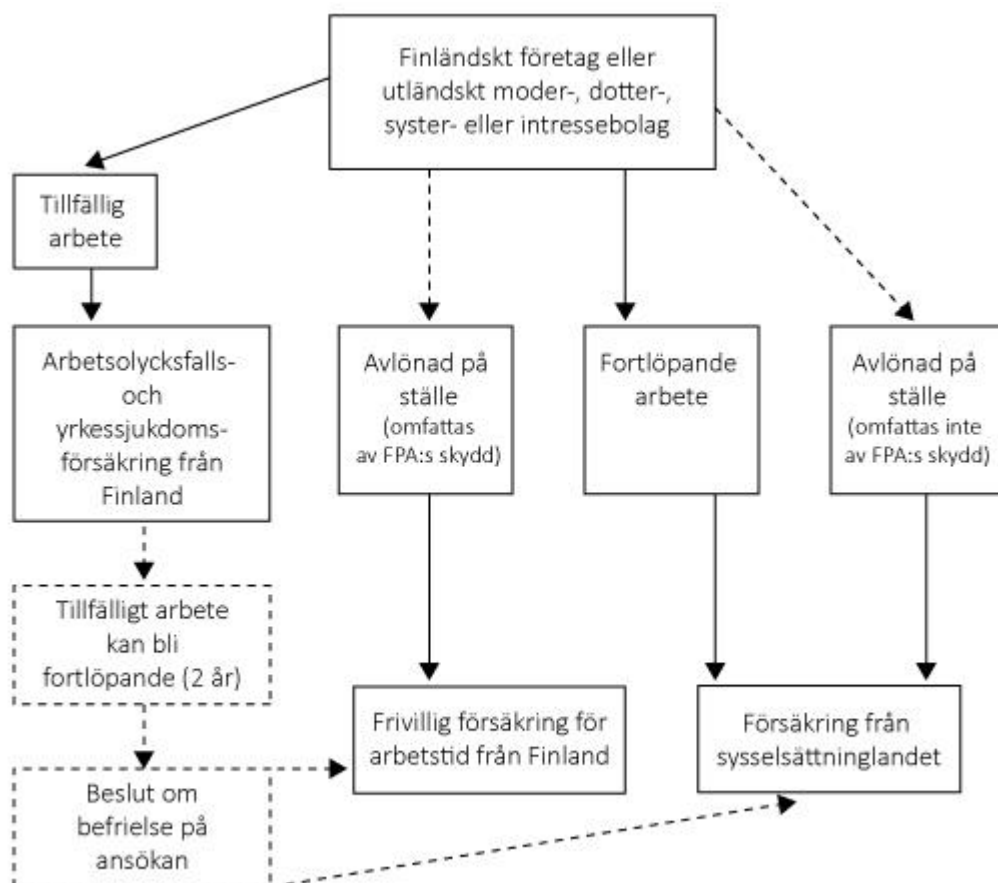 Finländskt företag eller
utländskt moder-, dotter-,
syster- eller intressebolag
Tillfällig
arbete
Arbetsolycksfalls-
och
yrkessjukdoms-
försäkring från
Finland
Avlönad på
ställe
(omfattas
av FPA:s skydd)
Fortlöpande
arbete
Avlönad på
ställe
(omfattas inte
av FPA:s skydd)
Tillfälligt arbete
kan bli
fortlöpande (2 år)
Frivillig försäkring för
arbetstid från Finland
Försäkring från
sysselsättninglandet
Beslut om
befrielse på
ansökan